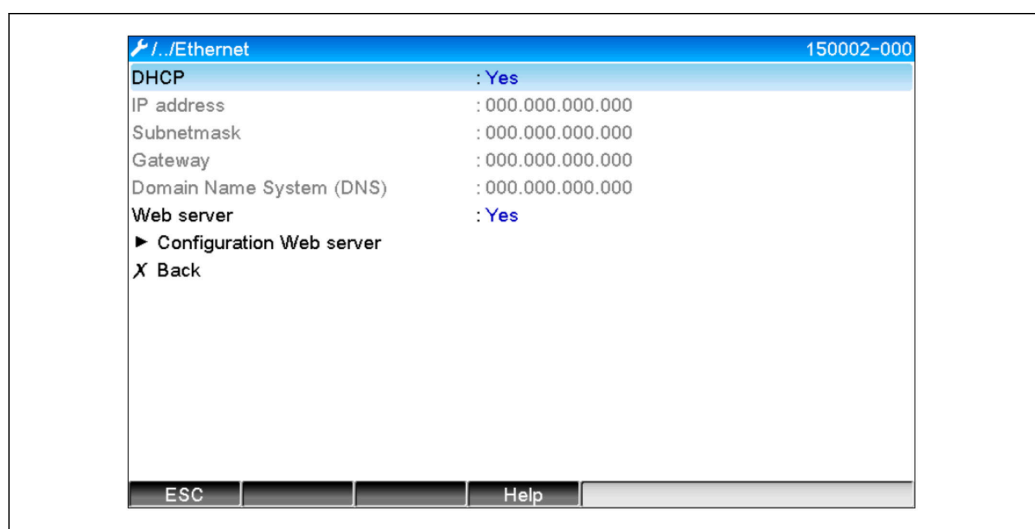 /../Ethernet 150002-000
DHCP : Yes
IP address : 000.000.000.000
Subnetmask : 000.000.000.000
Gateway : 000.000.000.000
Domain Name System (DNS) : 000.000.000.000
Web server : Yes
► Configuration Web server
X Back
ESC Help